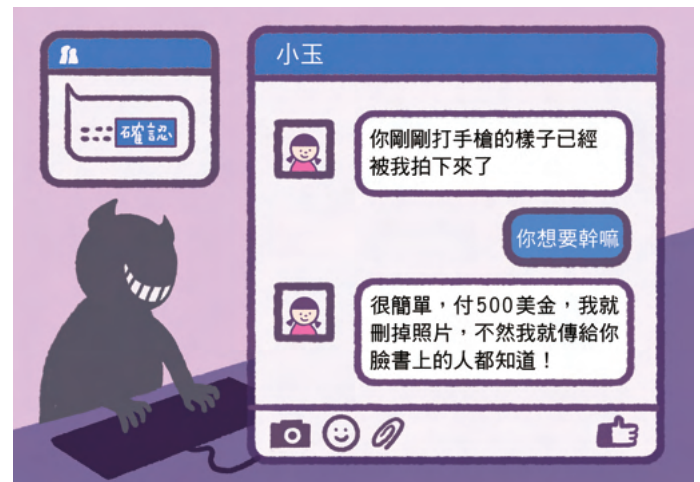 確認
小玉
你剛剛打手槍的樣子已經
被我拍下來了
你想要幹嘛
很簡單，付500美金，我就
刪掉照片，不然我就傳給你
臉書上的人都知道！